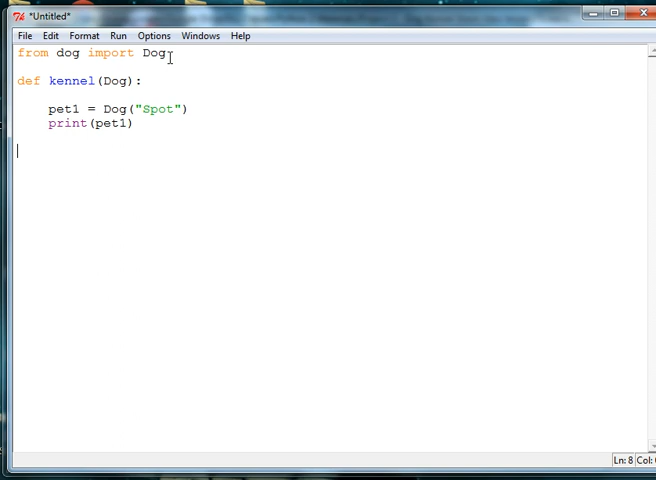 *Untitled*
File Edit Format Run Options Windows Help
from dog import Dog
def kennel(Dog):
pet1 = Dog("Spot")
print(pet1)
Ln: 8 Col: